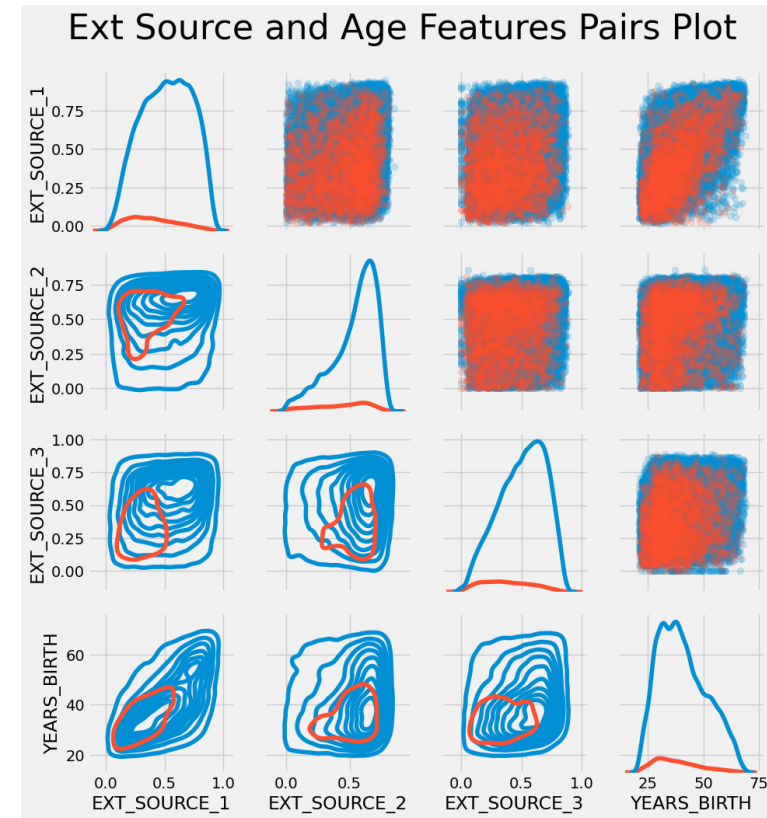 Ext Source and Age Features Pairs Plot
EXT_SOURCE_1
0.75
0.50
0.25
0.00
EXT_SOURCE_2
0.75
0.50
0.25
0.00
EXT_SOURCE_3
1.00
0.75
0.50
0.25
0.00
YEARS_BIRTH
60
40
20
0.0 0.5 1.0 0.0 0.5 0.0 0.5 1.0 25 50 75
EXT_SOURCE_1 EXT_SOURCE_2 EXT_SOURCE_3 YEARS_BIRTH